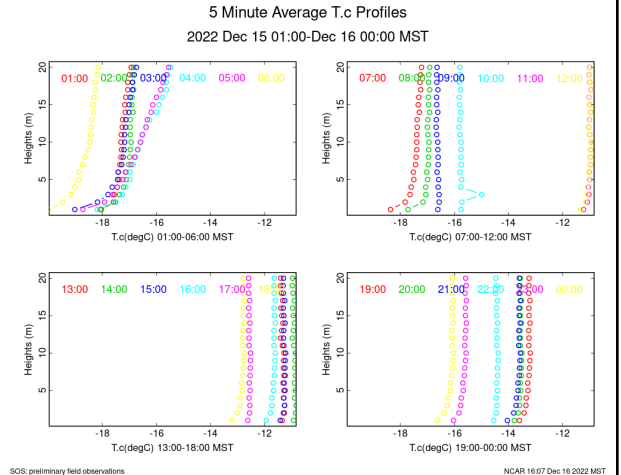 5 Minute Average T.c Profiles
2022 Dec 15 01:00-Dec 16 00:00 MST
20
15
10
5
Heights (m)
01:00 02:00 03:00 04:00 05:00 06:00
-18 -16 -14 -12
T.c(degC) 01:00-06:00 MST
20
15
10
5
Heights (m)
07:00 08:00 09:00 10:00 11:00 12:00
-18 -16 -14 -12
T.c(degC) 07:00-12:00 MST
20
15
10
5
Heights (m)
13:00 14:00 15:00 16:00 17:00 18:00
-18 -16 -14 -12
T.c(degC) 13:00-18:00 MST
20
15
10
5
Heights (m)
19:00 20:00 21:00 22:00 23:00 00:00
-18 -16 -14 -12
T.c(degC) 19:00-00:00 MST
SOS: preliminary field observations
NCAR 16:07 Dec 16 2022 MST